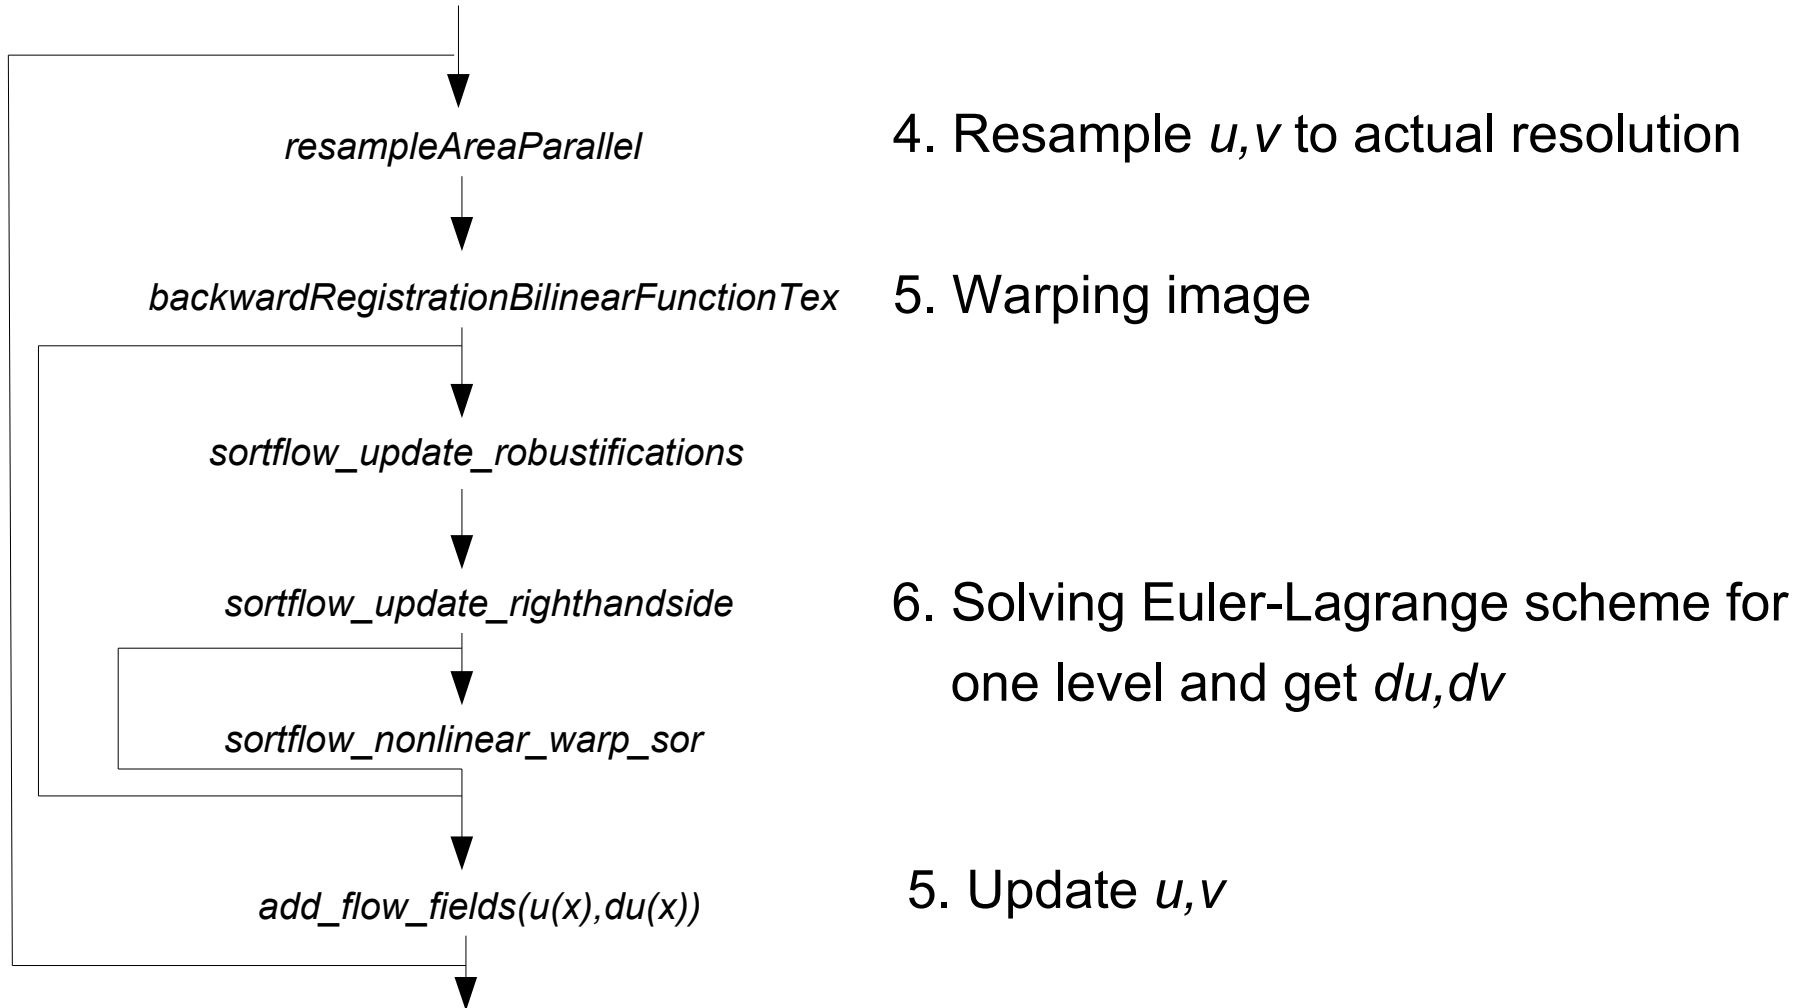 resampleAreaParallel
4. Resample u,v to actual resolution
backwardRegistrationBilinearFunctionTex
5. Warping image
sortflow_update_robustifications
sortflow_update_righthandside
6. Solving Euler-Lagrange scheme for
one level and get du,dv
sortflow_nonlinear_warp_sor
add_flow_fields(u(x),du(x))
5. Update u,v